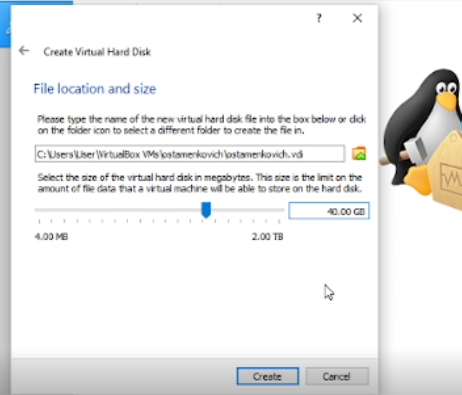 ?
Create Virtual Hard Disk
File location and size
Please type the name of the new virtual hard disk file into the box below or click
on the folder icon to select a different folder to create the file in.
C:\Users\User\VirtualBox VMs\ostamenkovich\ostamenkovich.vdi
Select the size of the virtual hard disk in megabytes. This size is the limit on the
amount of file data that a virtual machine will be able to store on the hard disk.
40.00 GB
4.00 MB 2.00 TB
Create Cancel